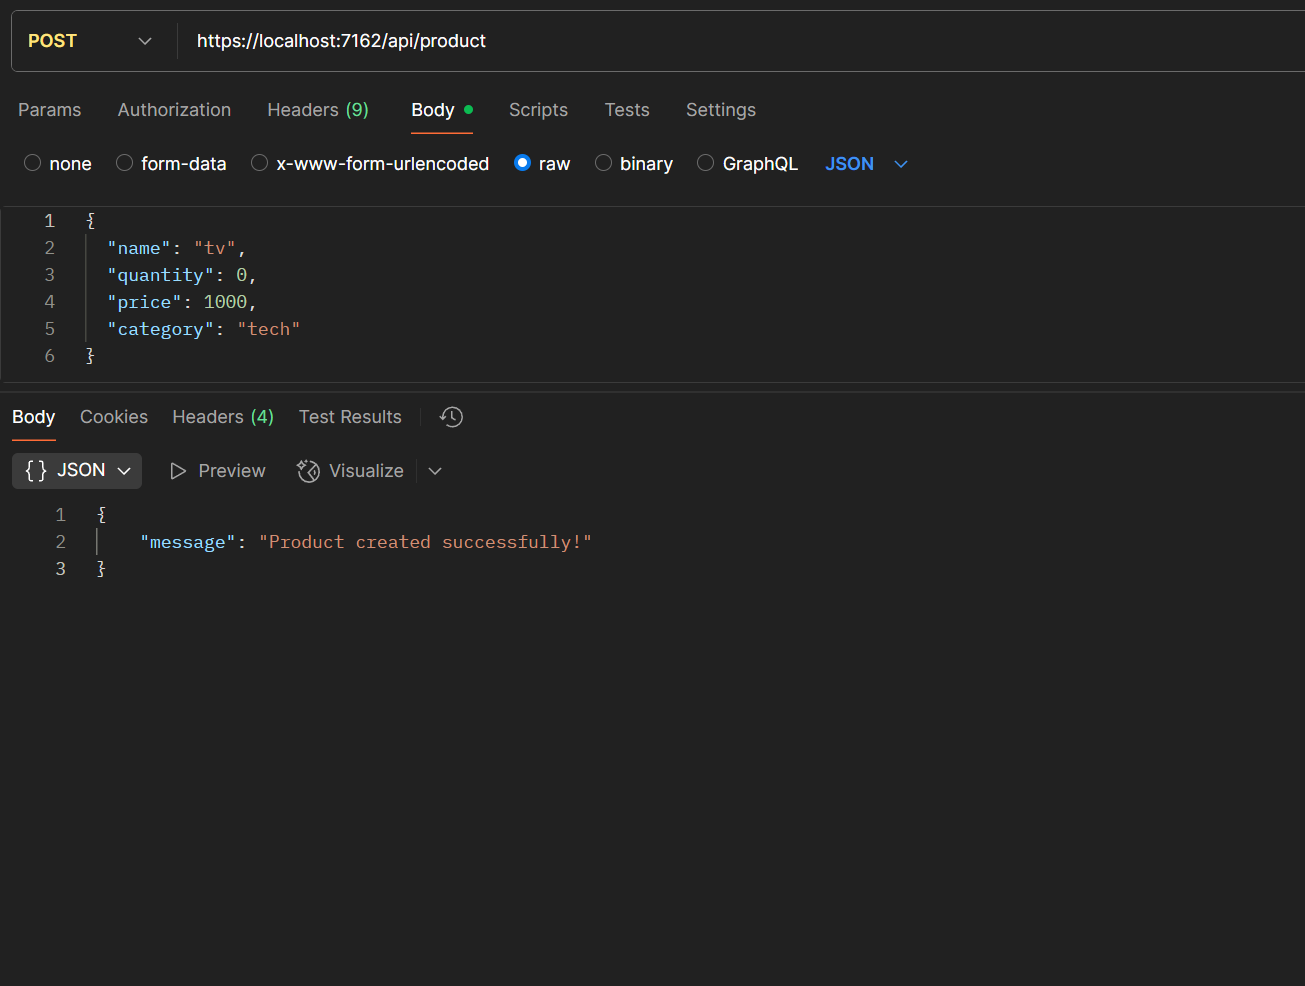 POST https://localhost:7162/api/product
Params Authorization Headers (9) Body Scripts Tests Settings
none form-data x-www-form-urlencoded raw binary GraphQL JSON
1 {
2 "name": "tv",
3 "quantity": 0,
4 "price": 1000,
5 "category": "tech"
6 }
Body Cookies Headers (4) Test Results
{} JSON Preview Visualize
1 {
2 "message": "Product created successfully!"
3 }